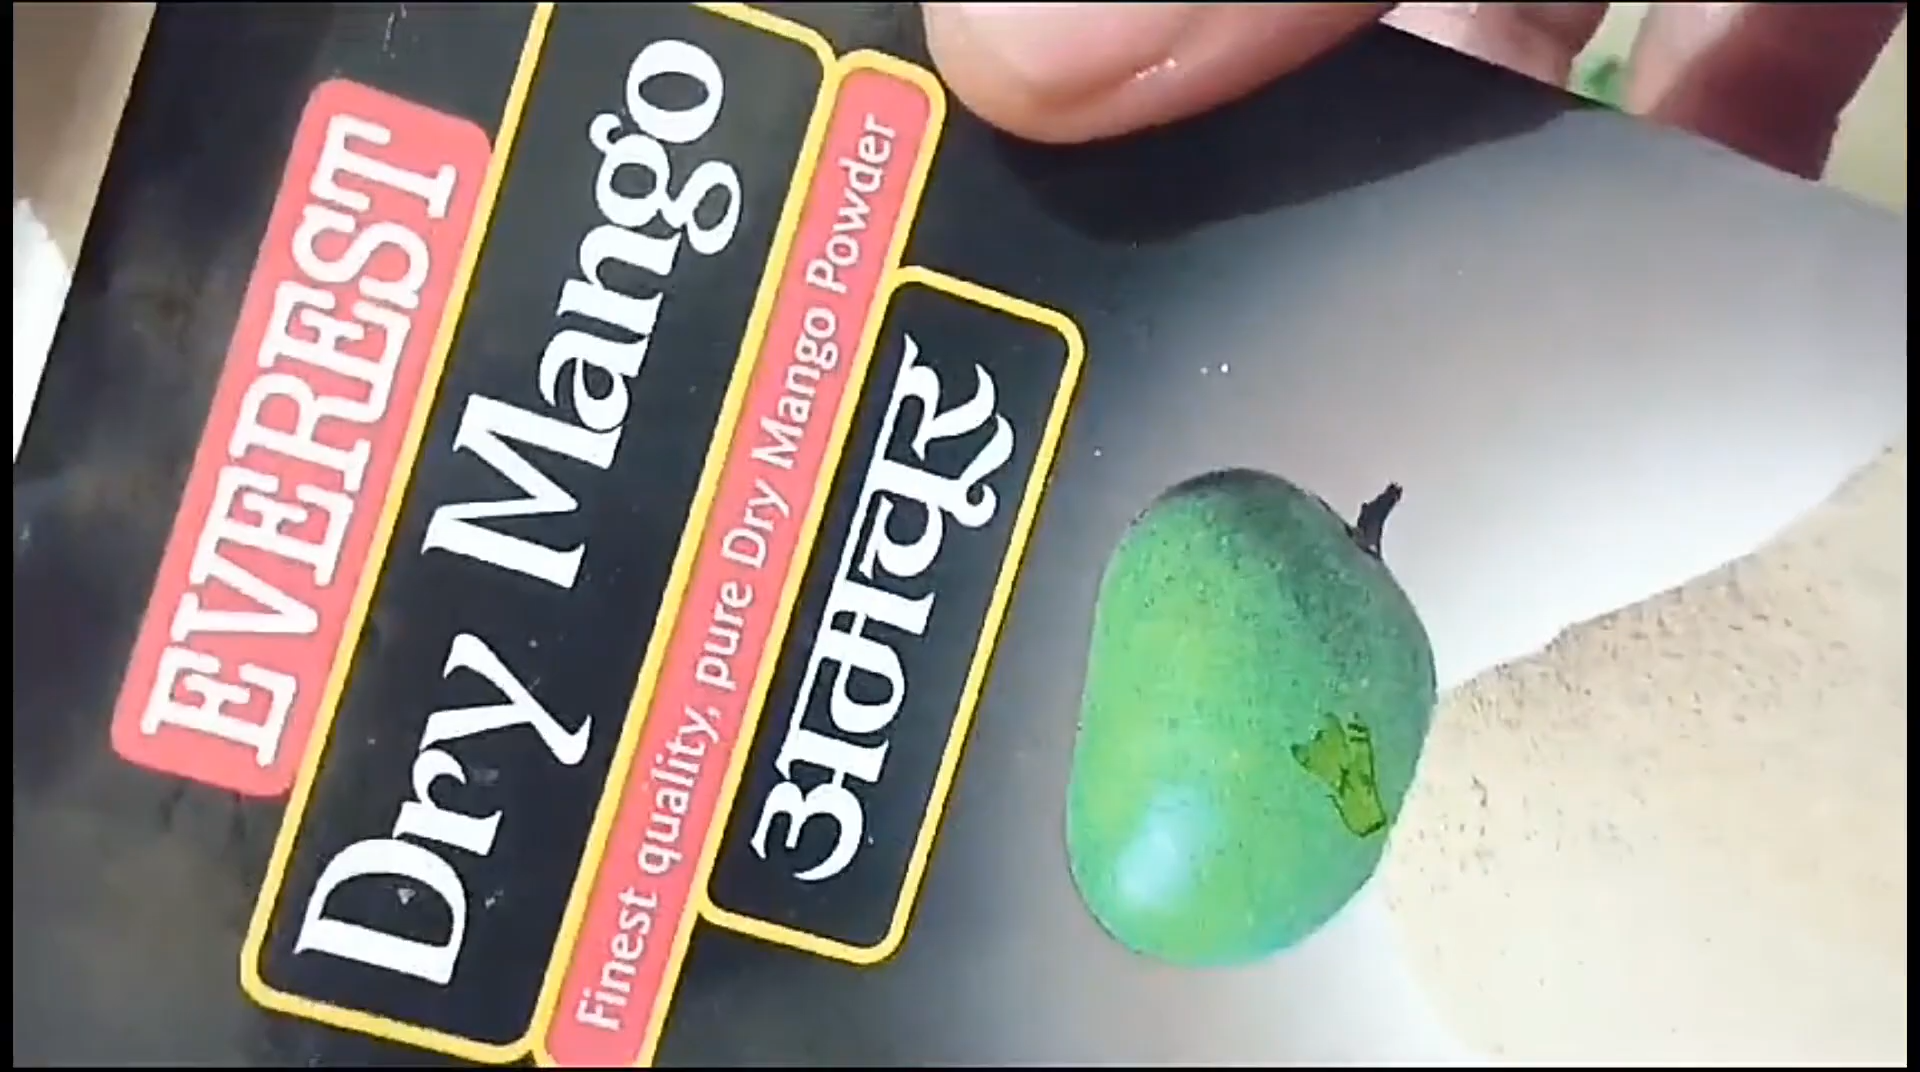 EVEREST
Dry Mango
Finest quality, pure Dry Mango Powder
अमचूर